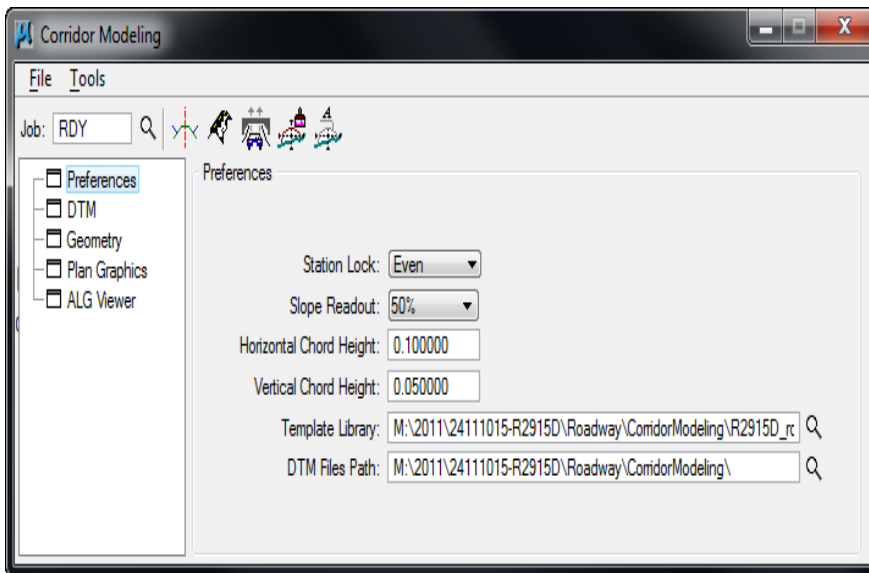 Corridor Modeling
File Tools
Job: RDY
Preferences
DTM
Geometry
Plan Graphics
ALG Viewer
Preferences
Station Lock: Even
Slope Readout: 50%
Horizontal Chord Height: 0.100000
Vertical Chord Height: 0.050000
Template Library: M:\2011\24111015-R2915D\Roadway\CorridorModeling\R2915D_rc
DTM Files Path: M:\2011\24111015-R2915D\Roadway\CorridorModeling\